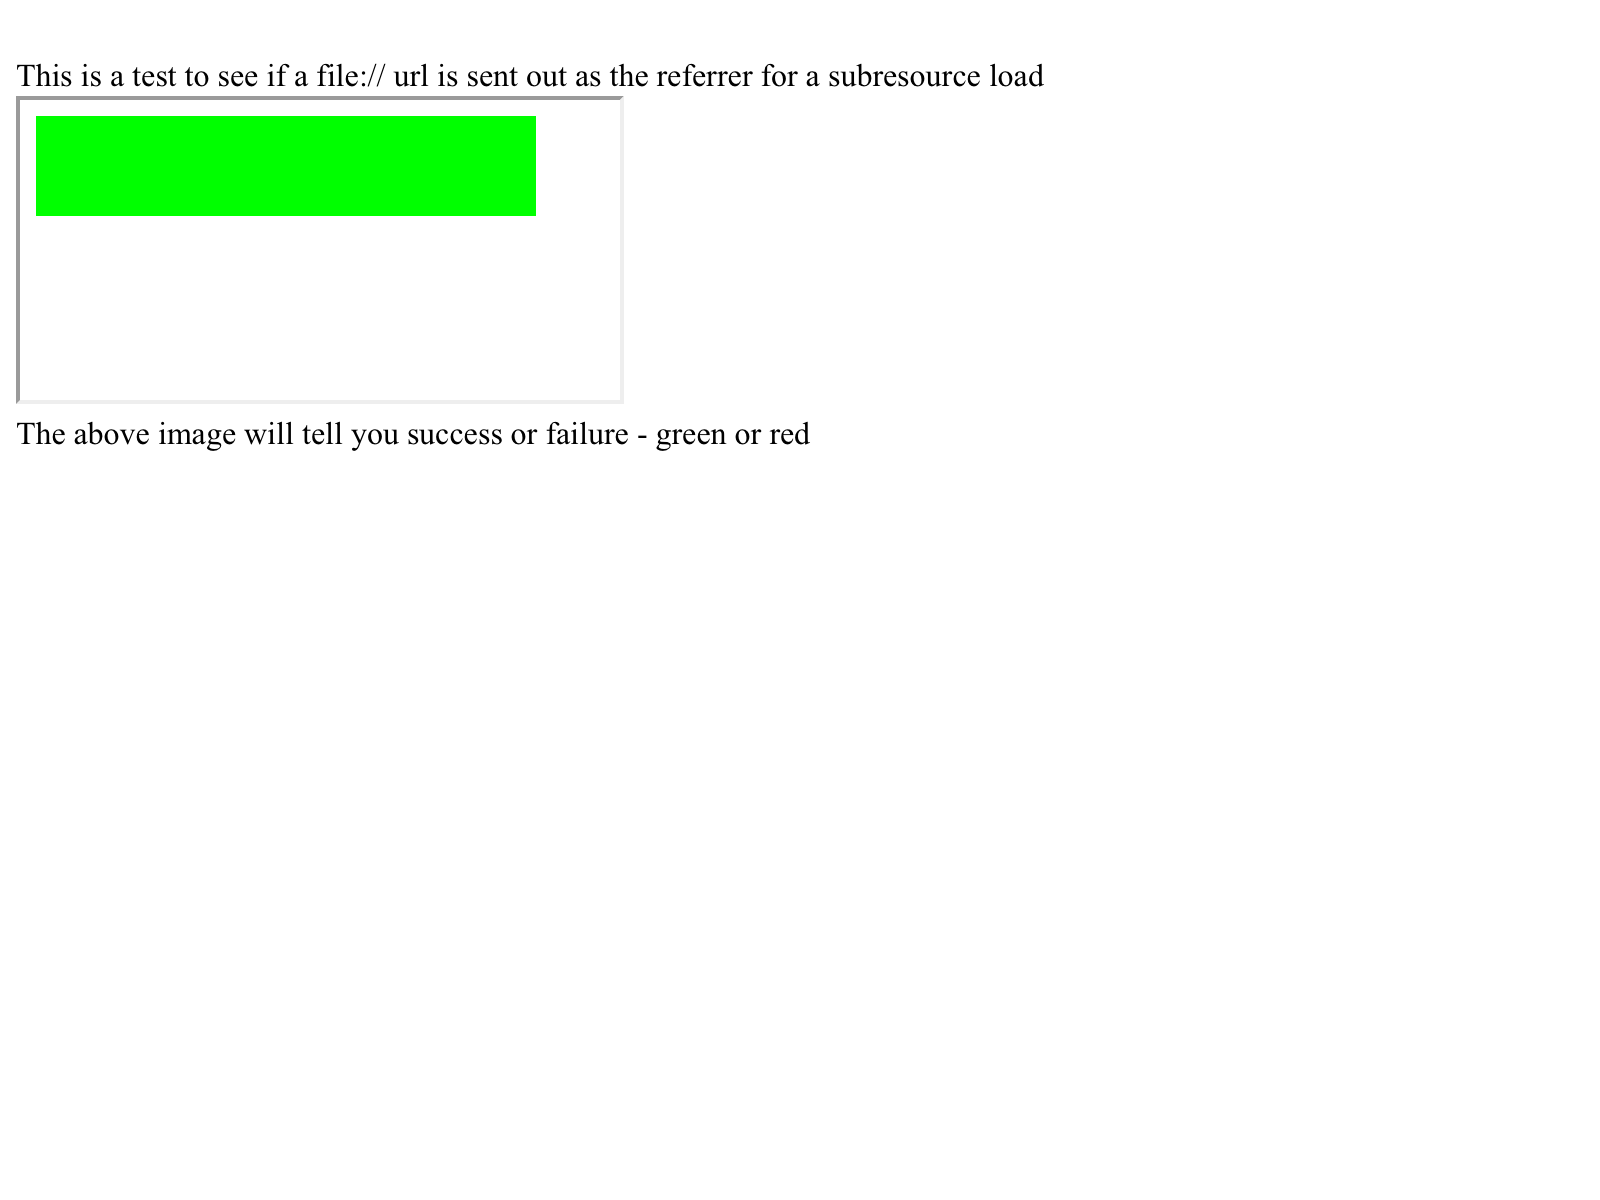 This is a test to see if a file:// url is sent out as the referrer for a subresource load
The above image will tell you success or failure - green or red